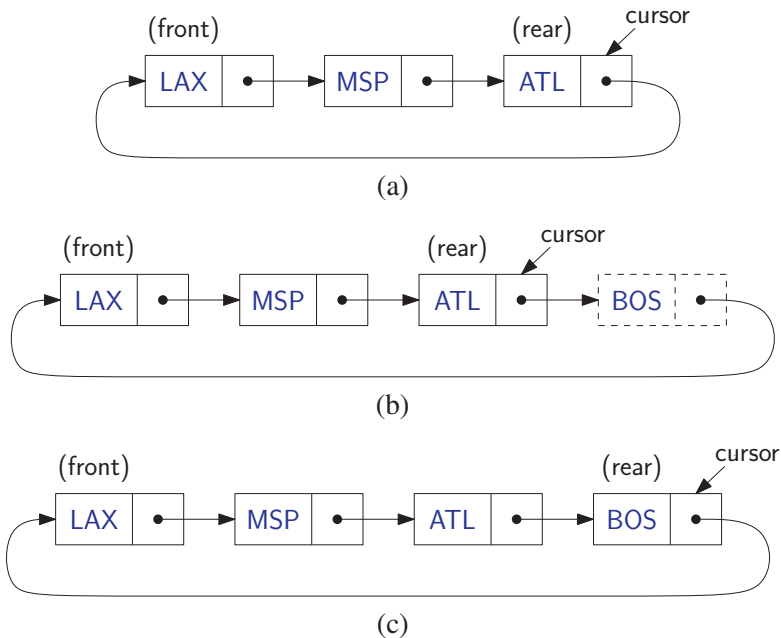 (front) (rear) cursor
LAX MSP ATL
(a)
(front) (rear) cursor
LAX MSP ATL BOS
(b)
(front) (rear) cursor
LAX MSP ATL BOS
(c)